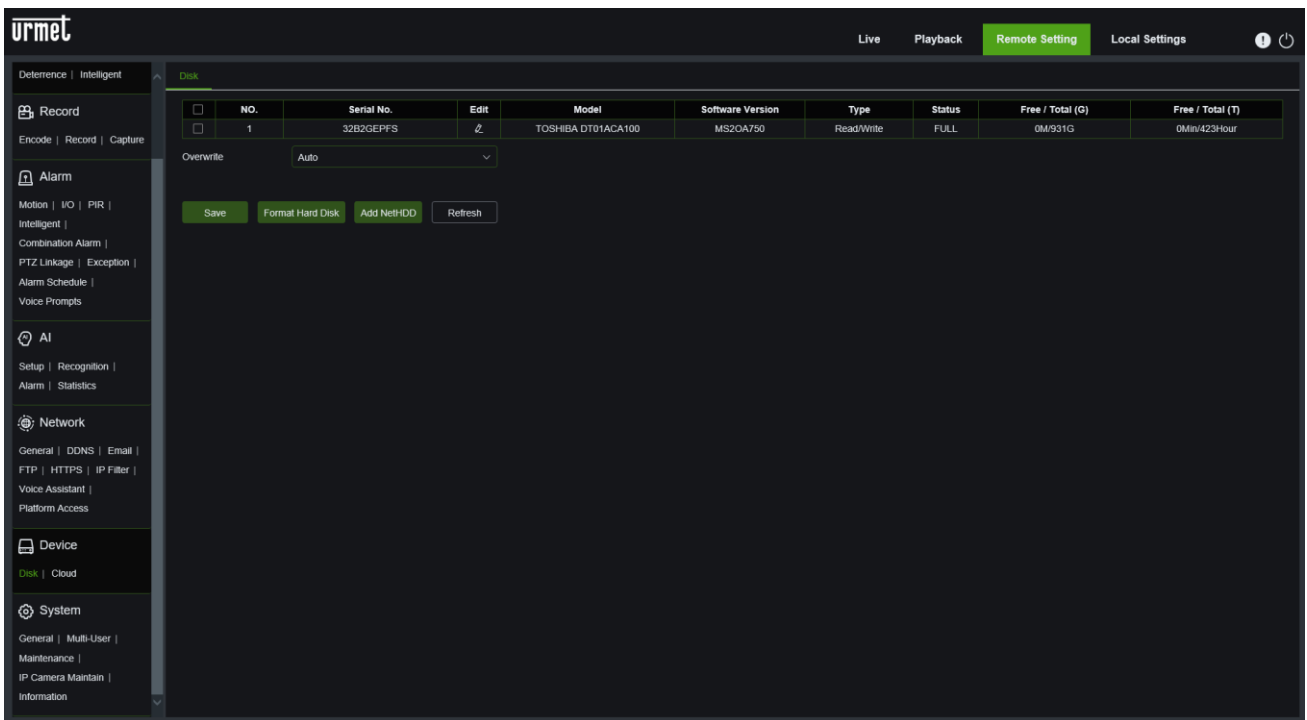 urmet
Live Playback Remote Setting Local Settings
Deterrence | Intelligent
Record
Encode | Record | Capture
Alarm
Motion | I/O | PIR |
Intelligent |
Combination Alarm |
PTZ Linkage | Exception |
Alarm Schedule |
Voice Prompts
AI
Setup | Recognition |
Alarm | Statistics
Network
General | DDNS | Email |
FTP | HTTPS | IP Filter |
Voice Assistant |
Platform Access
Device
Disk | Cloud
System
General | Multi-User |
Maintenance |
IP Camera Maintain |
Information
Disk
NO. Serial No. Edit Model Software Version Type Status Free / Total (G) Free / Total (T)
1 32B2GEPFS TOSHIBA DT01ACA100 MS2OA750 Read/Write FULL 0M/931G 0Min/423Hour
Overwrite Auto
Save Format Hard Disk Add NetHDD Refresh